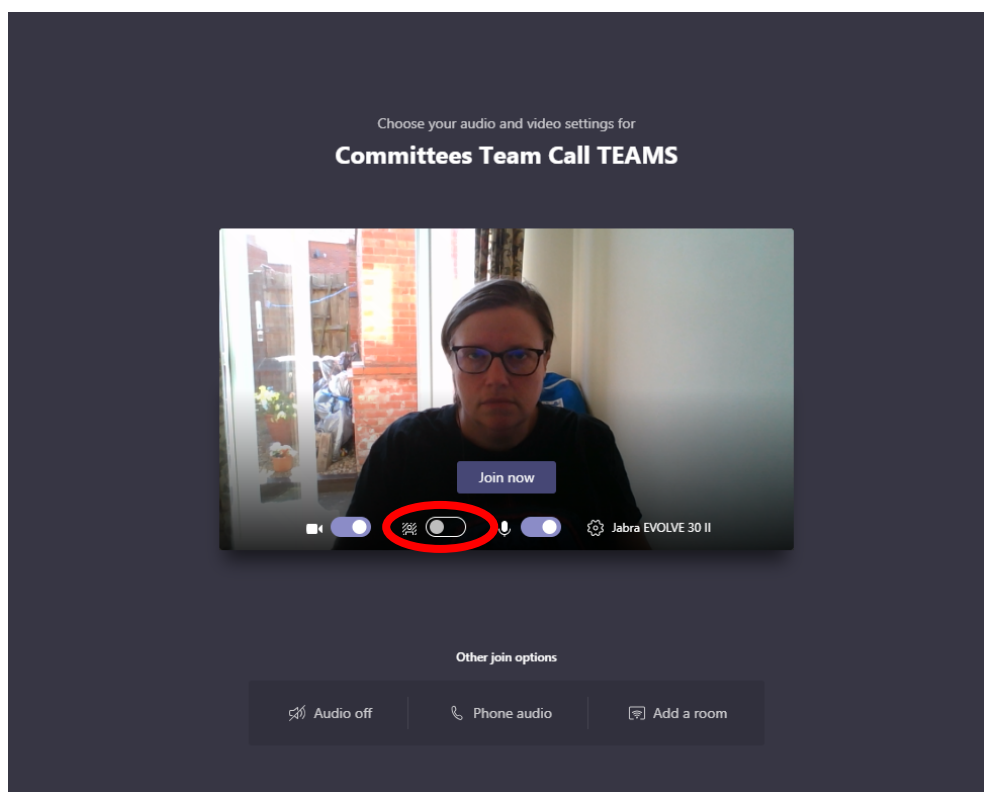 Choose your audio and video settings for
Committees Team Call TEAMS
Join now
Jabra EVOLVE 30 II
Other join options
Audio off
Phone audio
Add a room